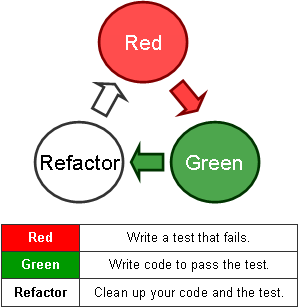 Red
Refactor
Green
Red Write a test that fails.
Green Write code to pass the test.
Refactor Clean up your code and the test.